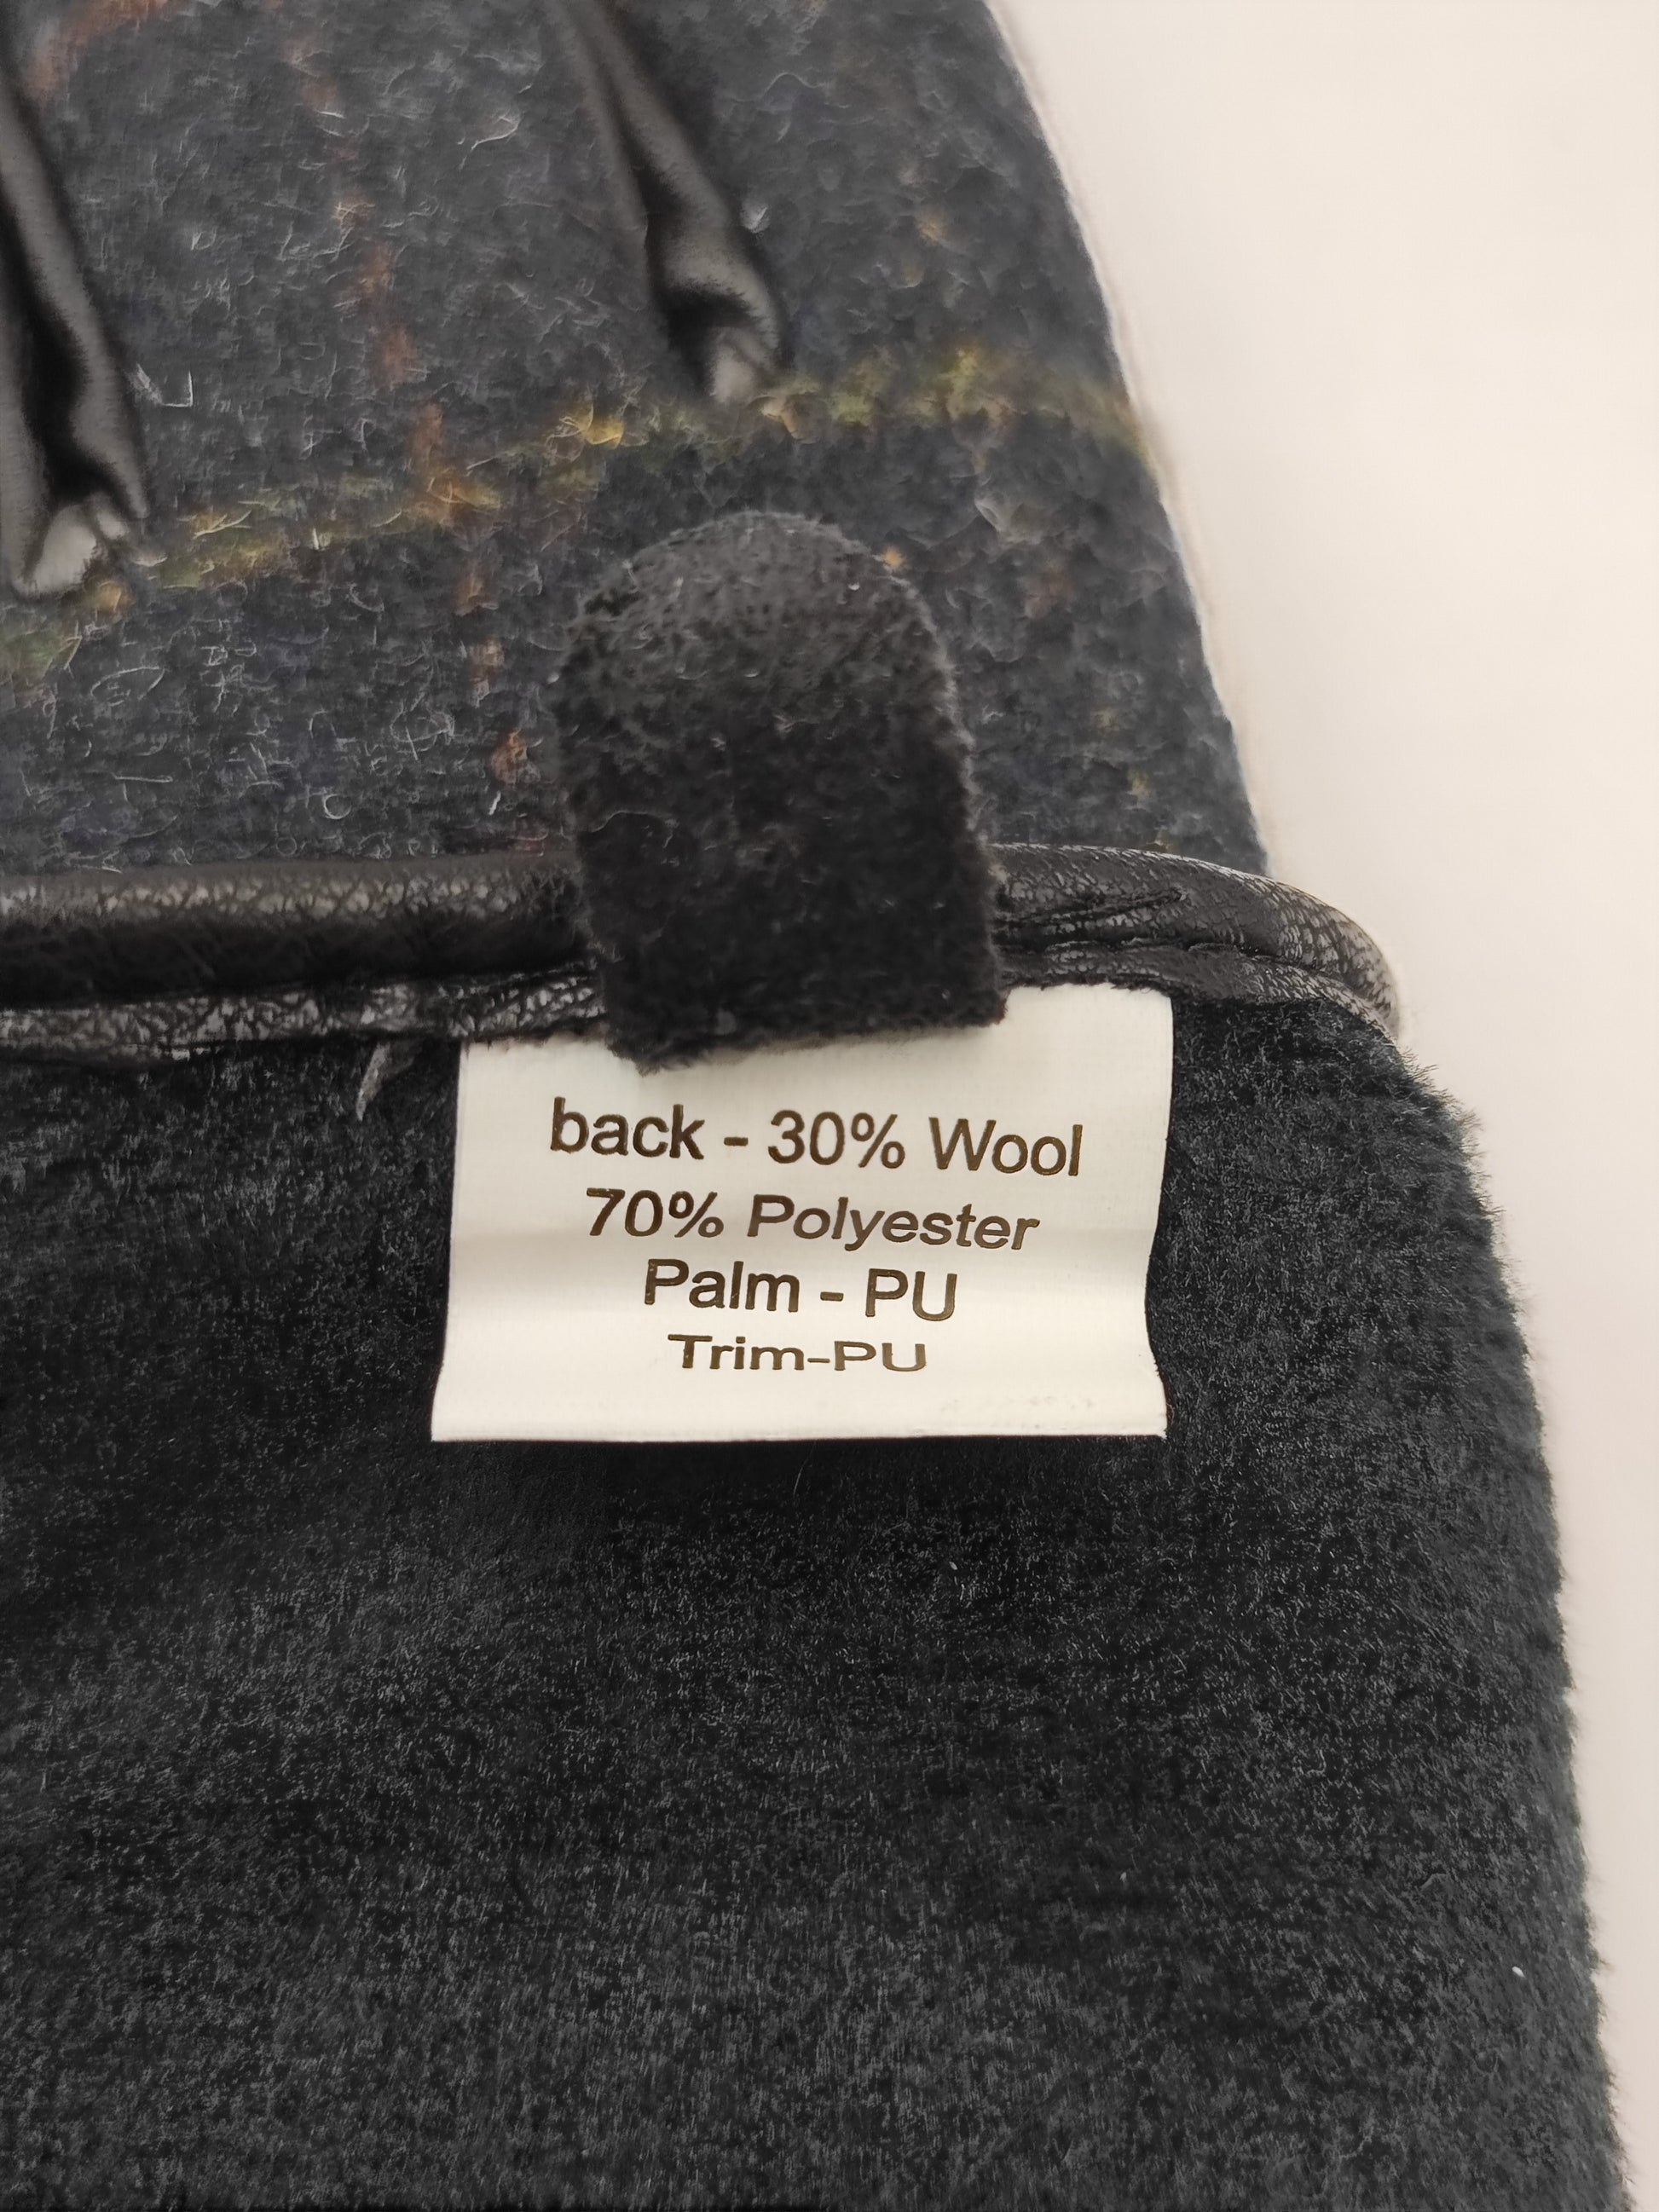 back - 30% Wool
70% Polyester
Palm - PU
Trim-PU